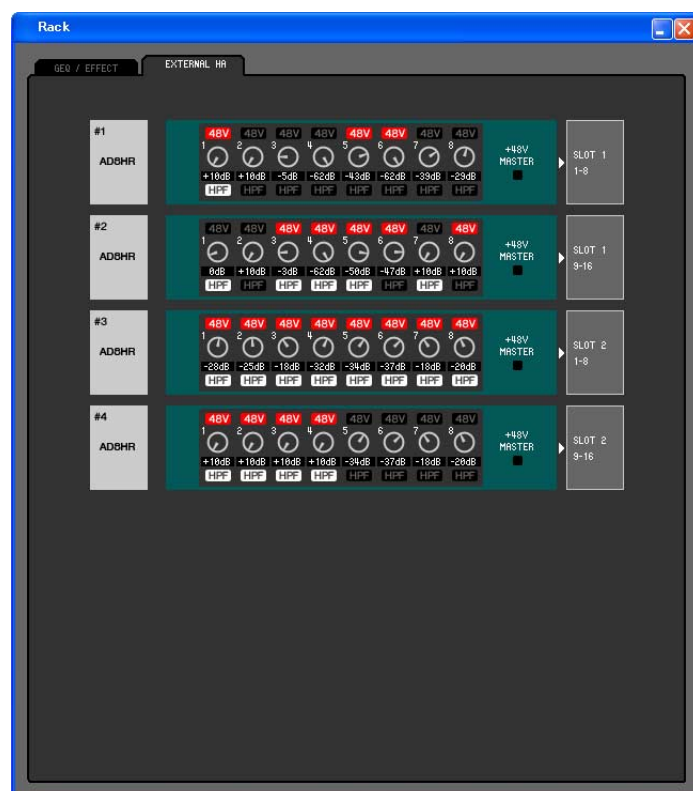 Rack
GEQ / EFFECT
EXTERNAL HA
#1
AD8HR
48V 48V 48V 48V 48V 48V 48V 48V
1 2 3 4 5 6 7 8
+10dB +10dB -5dB -62dB -43dB -62dB -39dB -29dB
HPF HPF HPF HPF HPF HPF HPF HPF
+48V
MASTER
SLOT 1
1-8
#2
AD8HR
48V 48V 48V 48V 48V 48V 48V 48V
1 2 3 4 5 6 7 8
0dB +10dB -3dB -62dB -50dB -47dB +10dB +10dB
HPF HPF HPF HPF HPF HPF HPF HPF
+48V
MASTER
SLOT 1
9-16
#3
AD8HR
48V 48V 48V 48V 48V 48V 48V 48V
1 2 3 4 5 6 7 8
-28dB -25dB -18dB -32dB -34dB -37dB -18dB -20dB
HPF HPF HPF HPF HPF HPF HPF HPF
+48V
MASTER
SLOT 2
1-8
#4
AD8HR
48V 48V 48V 48V 48V 48V 48V 48V
1 2 3 4 5 6 7 8
+10dB +10dB +10dB +10dB -34dB -37dB -18dB -20dB
HPF HPF HPF HPF HPF HPF HPF HPF
+48V
MASTER
SLOT 2
9-16